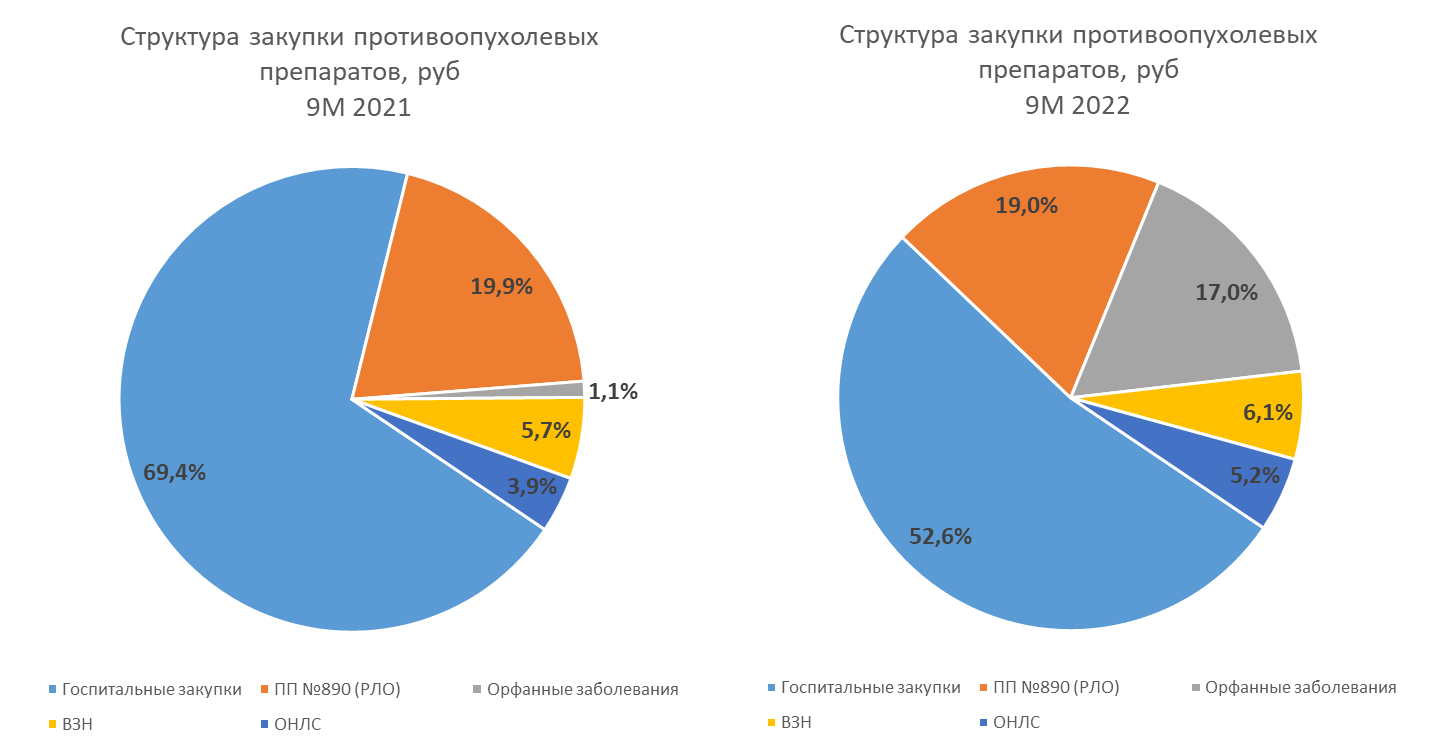 Структура закупки противоопухолевых
препаратов, руб
9М 2021
19,9%
1,1%
5,7%
3,9%
69,4%
Госпитальные закупки
ПП №890 (РЛО)
Орфанные заболевания
ВЗН
ОНЛС
Структура закупки противоопухолевых
препаратов, руб
9М 2022
19,0%
17,0%
6,1%
5,2%
52,6%
Госпитальные закупки
ПП №890 (РЛО)
Орфанные заболевания
ВЗН
ОНЛС